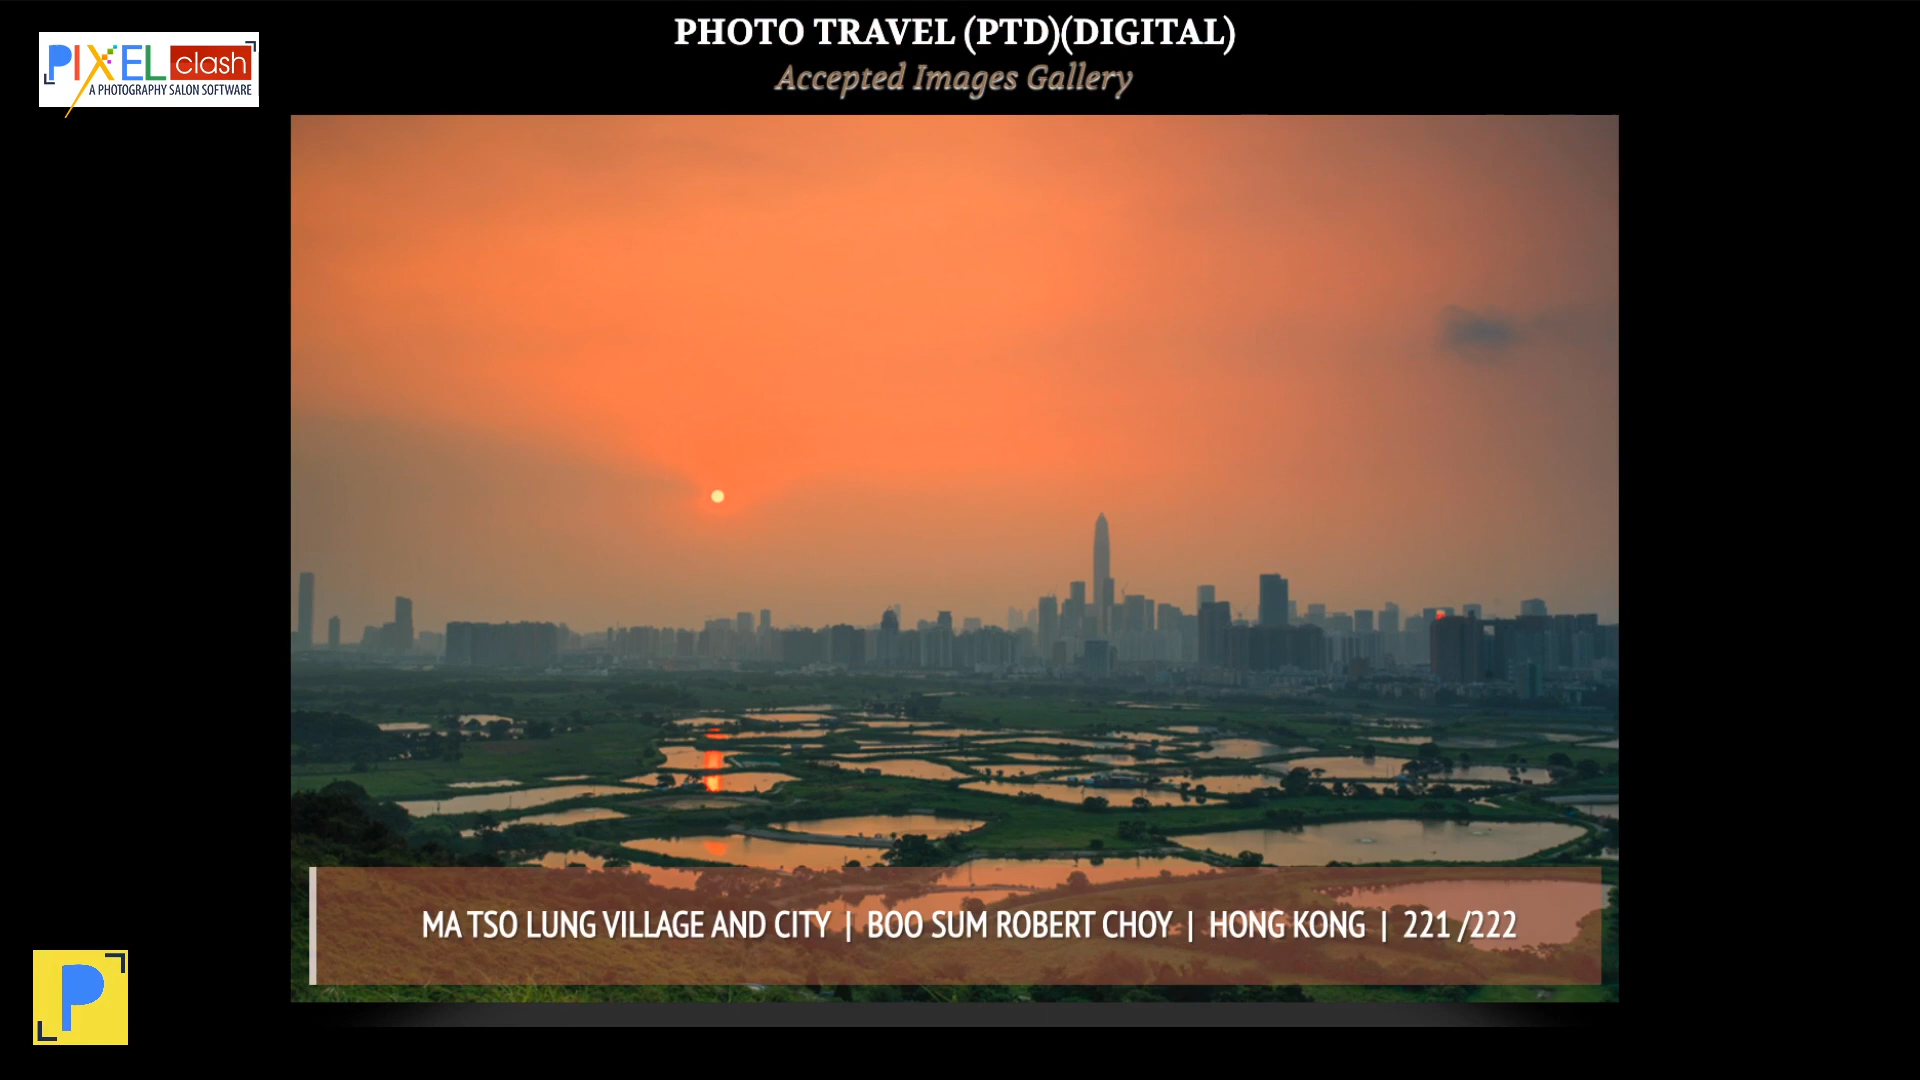 PHOTO TRAVEL (PTD)(DIGITAL)
Accepted Images Gallery
PIXEL clash
A PHOTOGRAPHY SALON SOFTWARE
MA TSO LUNG VILLAGE AND CITY | BOO SUM ROBERT CHOY | HONG KONG | 221 /222
P